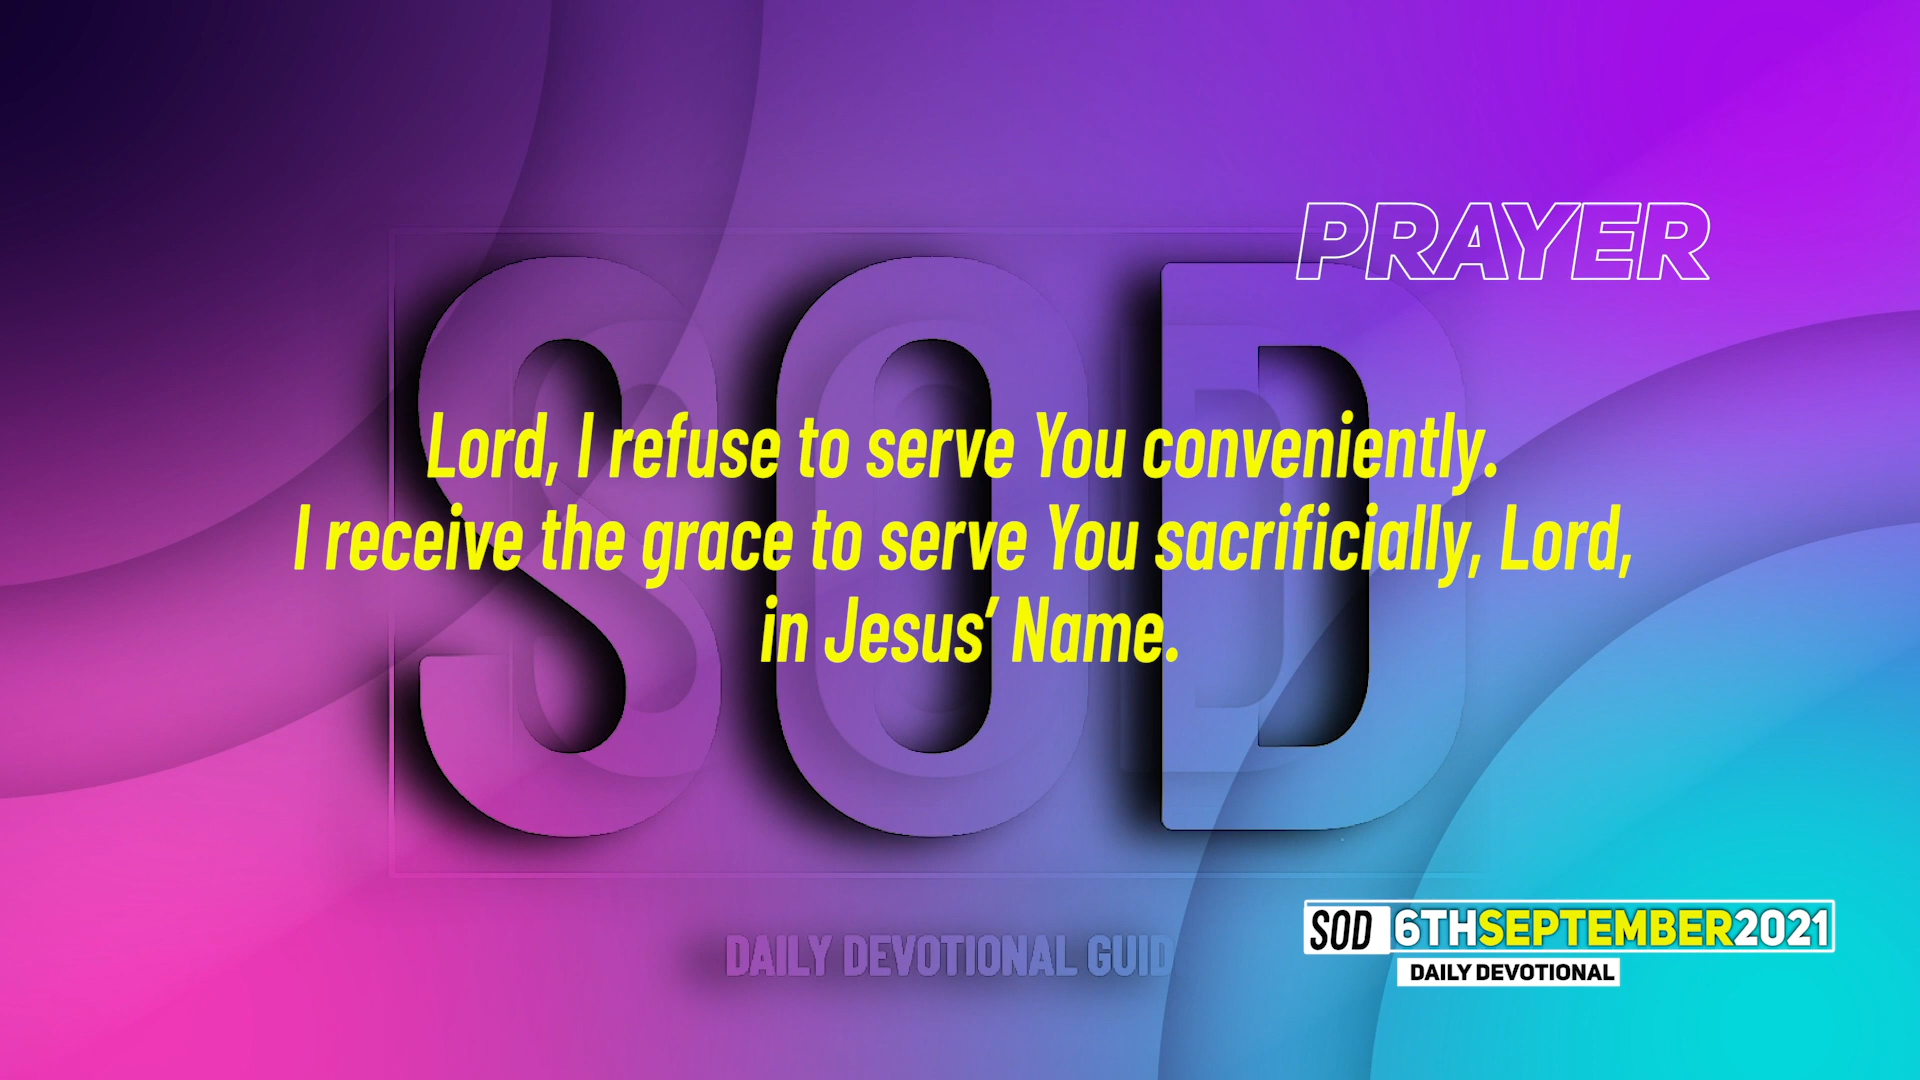 PRAYER
SOD
Lord, I refuse to serve You conveniently.
I receive the grace to serve You sacrificially, Lord,
in Jesus’ Name.
DAILY DEVOTIONAL GUID
SOD 6THSEPTEMBER2021
DAILY DEVOTIONAL